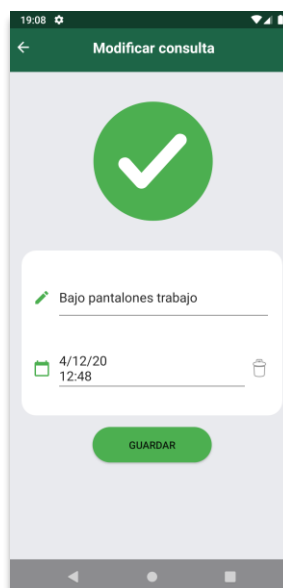 19:08
Modificar consulta
Bajo pantalones trabajo
4/12/20
12:48
GUARDAR